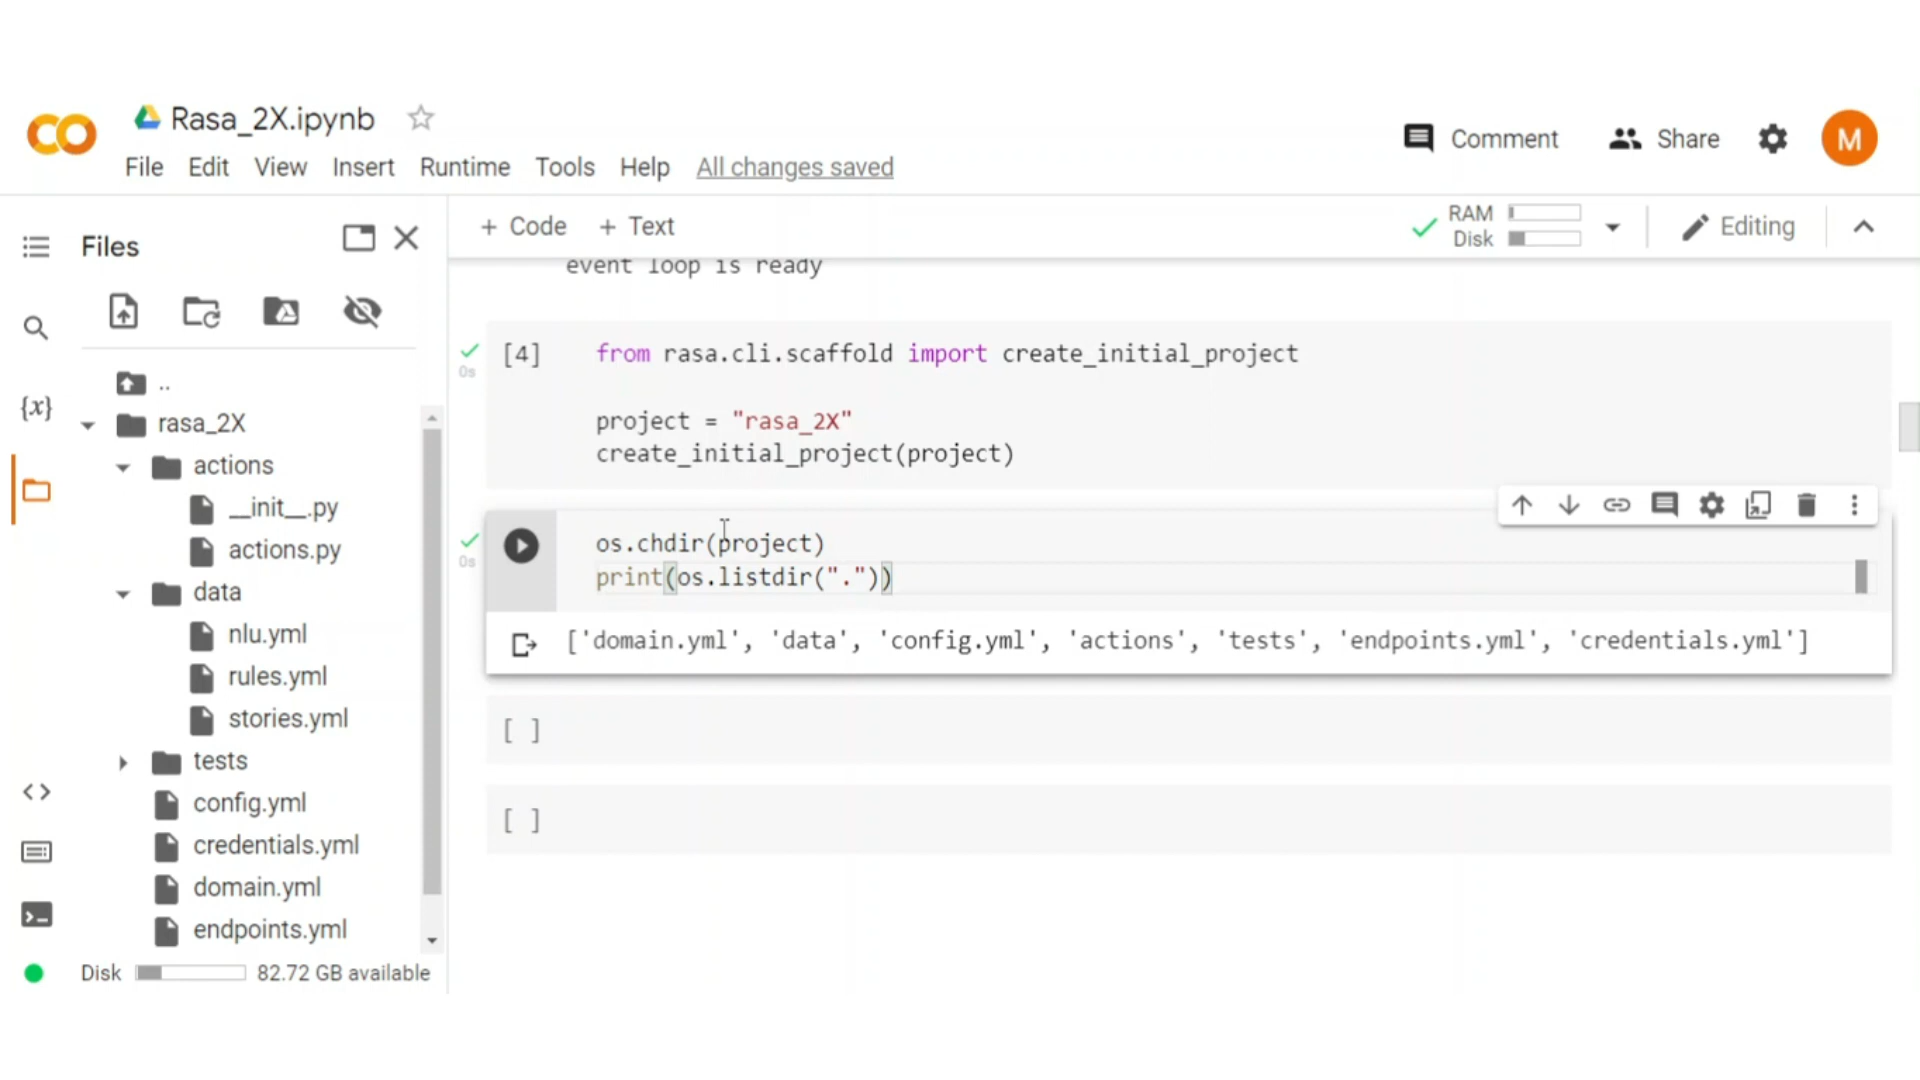 Rasa_2X.ipynb
File Edit View Insert Runtime Tools Help All changes saved
Comment Share M
Files
+ Code + Text
RAM
Disk
Editing
event loop is ready
..
rasa_2X
actions
__init__.py
actions.py
data
nlu.yml
rules.yml
stories.yml
tests
config.yml
credentials.yml
domain.yml
endpoints.yml
Disk 82.72 GB available
{x}
0s
[4] from rasa.cli.scaffold import create_initial_project
project = "rasa_2X"
create_initial_project(project)
0s
os.chdir(project)
print(os.listdir("."))
['domain.yml', 'data', 'config.yml', 'actions', 'tests', 'endpoints.yml', 'credentials.yml']
[ ]
[ ]